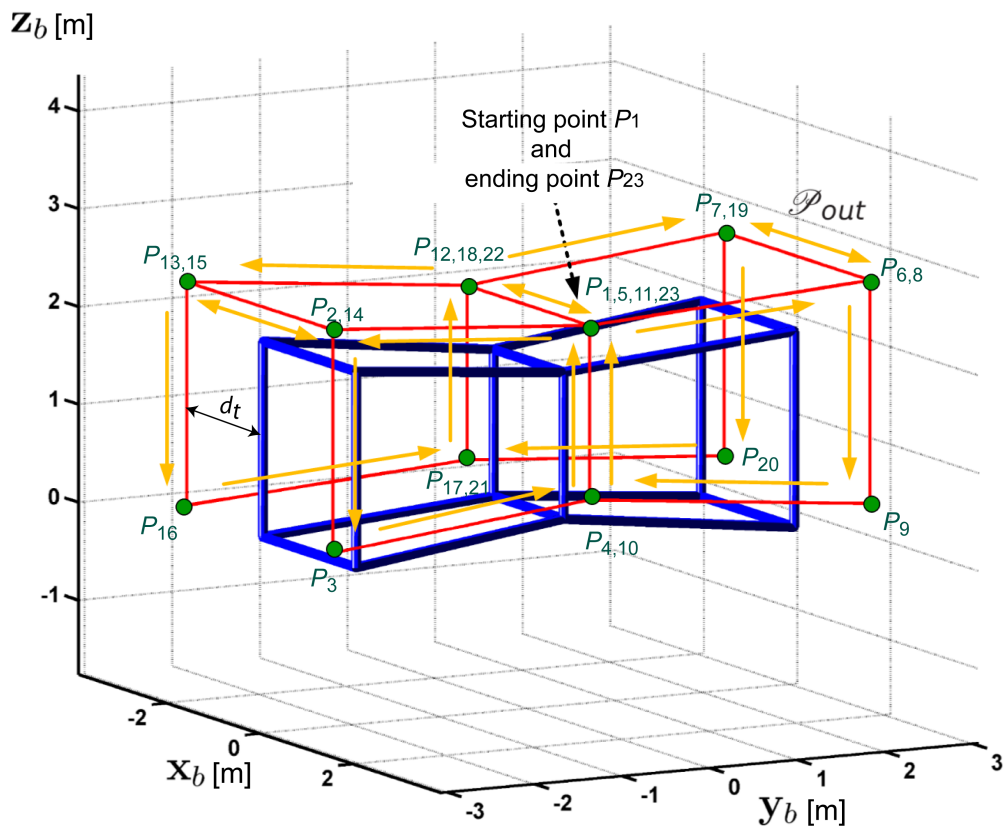 z_b [m]
4
3
2
1
0
-1
Starting point P1
and
ending point P23
𝒫out
P7,19
P13,15
P12,18,22
P1,5,11,23
P6,8
P2,14
d_t
P17,21
P20
P16
P4,10
P9
P3
-2
0
2
x_b [m]
-3
-2
-1
0
1
2
3
y_b [m]